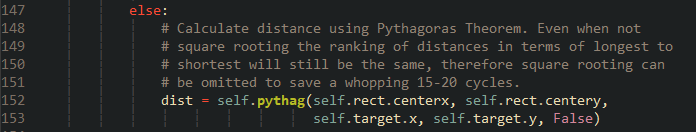 147 else:
148 # Calculate distance using Pythagoras Theorem. Even when not
149 # square rooting the ranking of distances in terms of longest to
150 # shortest will still be the same, therefore square rooting can
151 # be omitted to save a whopping 15-20 cycles.
152 dist = self.pythag(self.rect.centerx, self.rect.centery,
153 self.target.x, self.target.y, False)